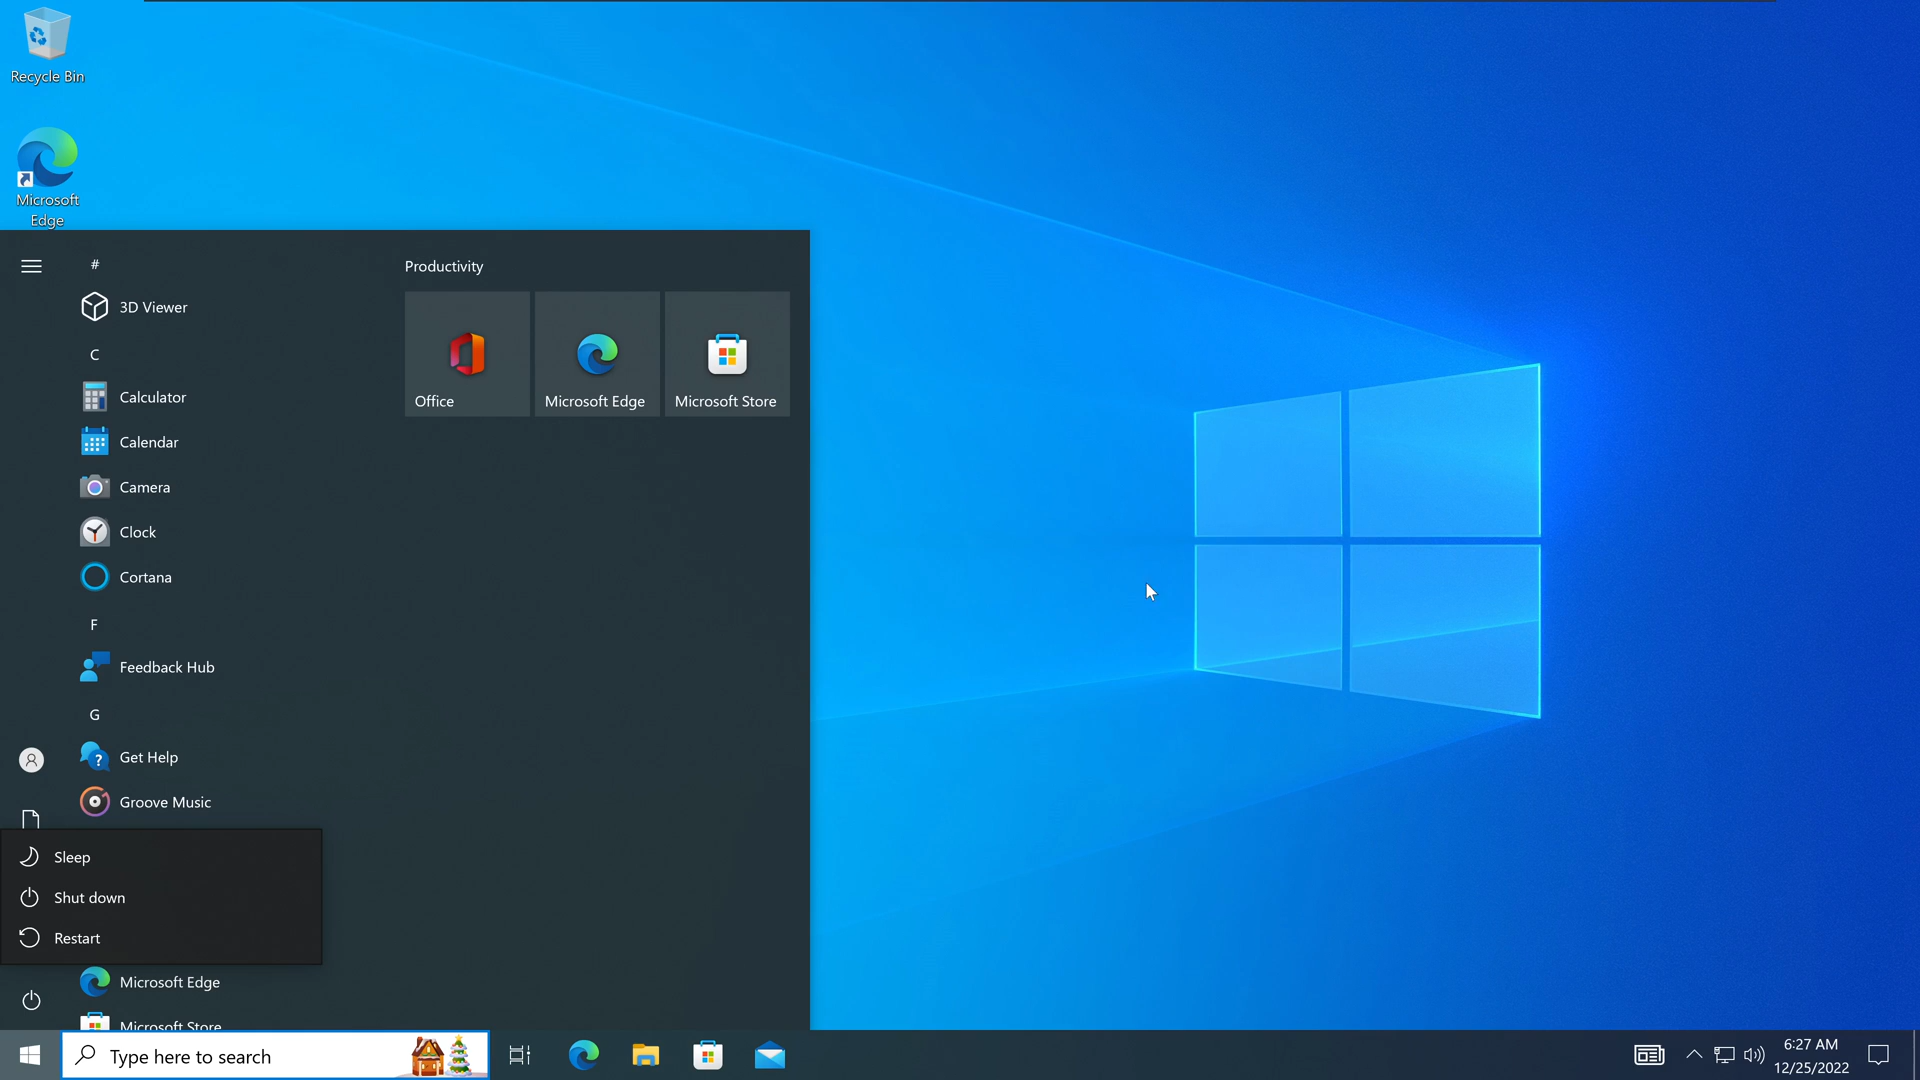 Recycle Bin
Microsoft
Edge
#
3D Viewer
C
Calculator
Calendar
Camera
Clock
Cortana
F
Feedback Hub
G
Get Help
Groove Music
Sleep
Shut down
Restart
Microsoft Edge
Microsoft Store
Productivity
Office
Microsoft Edge
Microsoft Store
Type here to search
6:27 AM
12/25/2022